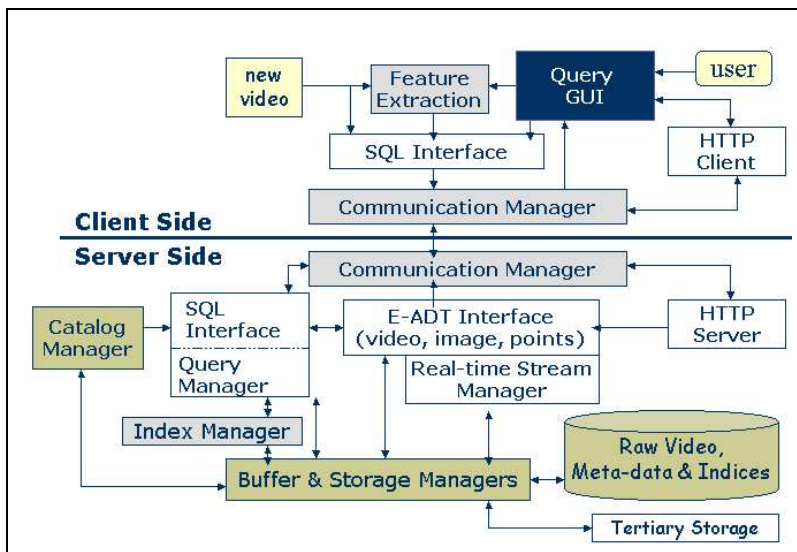 new
video
Feature
Extraction
Query
GUI
user
SQL Interface
HTTP
Client
Communication Manager
Client Side
Server Side
Communication Manager
Catalog
Manager
SQL
Interface
Query
Manager
E-ADT Interface
(video, image, points)
Real-time Stream
Manager
HTTP
Server
Index Manager
Buffer & Storage Managers
Raw Video,
Meta-data & Indices
Tertiary Storage